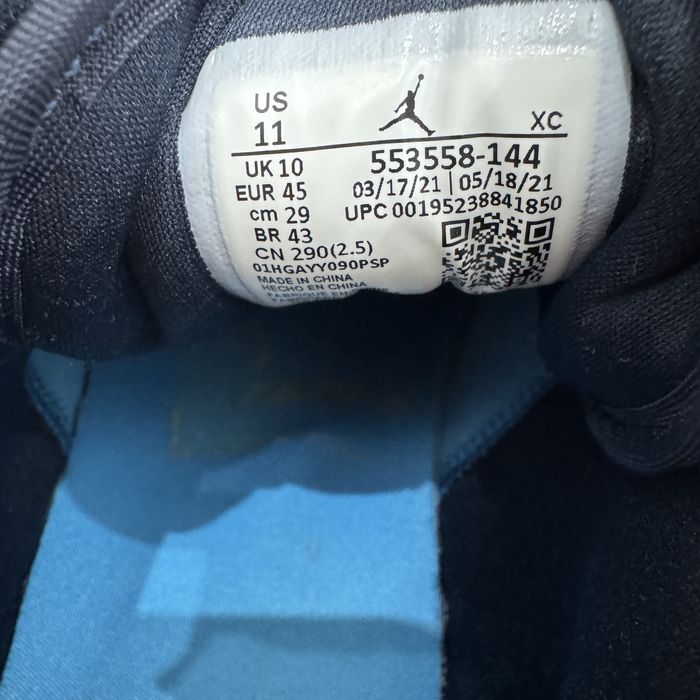 US
11
XC
UK 10
EUR 45
cm 29
BR 43
CN 290(2.5)
01HGAYY090PSP
MADE IN CHINA
HECHO EN CHINA
FABRIQUE EN
553558-144
03/17/21 | 05/18/21
UPC 00195238841850